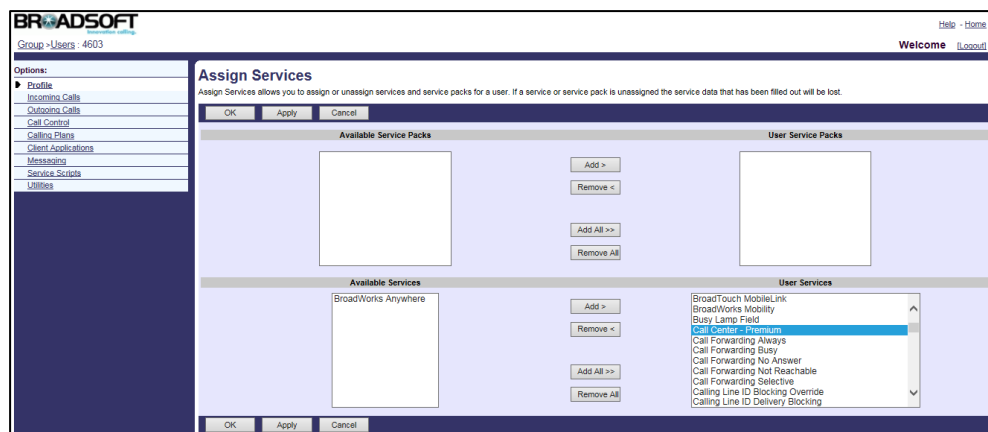 BROADSOFT
innovation calling.
Help - Home
Group >Users : 4603
Welcome [Logout]
Options:
Profile
Incoming Calls
Outgoing Calls
Call Control
Calling Plans
Client Applications
Messaging
Service Scripts
Utilities
Assign Services
Assign Services allows you to assign or unassign services and service packs for a user. If a service or service pack is unassigned the service data that has been filled out will be lost.
OK Apply Cancel
Available Service Packs User Service Packs
Add >
Remove <
Add All >>
Remove All
Available Services User Services
BroadWorks Anywhere
Add >
Remove <
Add All >>
Remove All
BroadTouch MobileLink
BroadWorks Mobility
Busy Lamp Field
Call Center - Premium
Call Forwarding Always
Call Forwarding Busy
Call Forwarding No Answer
Call Forwarding Not Reachable
Call Forwarding Selective
Calling Line ID Blocking Override
Calling Line ID Delivery Blocking
OK Apply Cancel